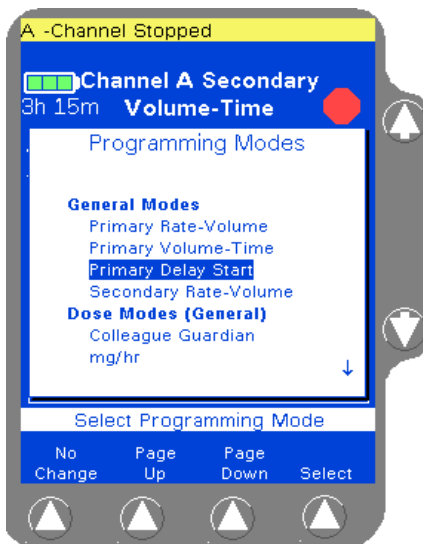 A -Channel Stopped
Channel A Secondary
3h 15m Volume-Time
Programming Modes
General Modes
Primary Rate-Volume
Primary Volume-Time
Primary Delay Start
Secondary Rate-Volume
Dose Modes (General)
Colleague Guardian
mg/hr
↓
Select Programming Mode
No Change
Page Up
Page Down
Select